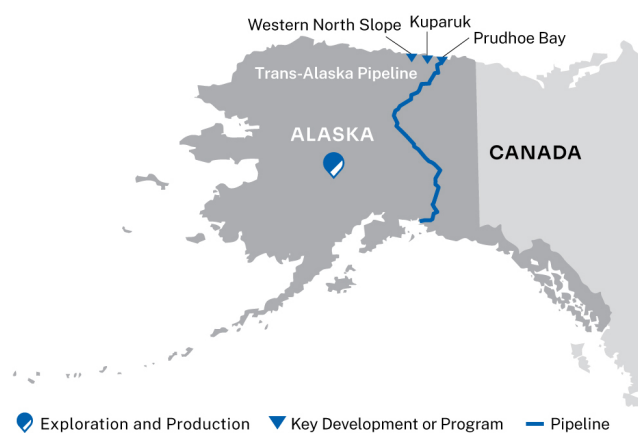 Western North Slope
Kuparuk
Prudhoe Bay
Trans-Alaska Pipeline
ALASKA
CANADA
Exploration and Production
Key Development or Program
Pipeline